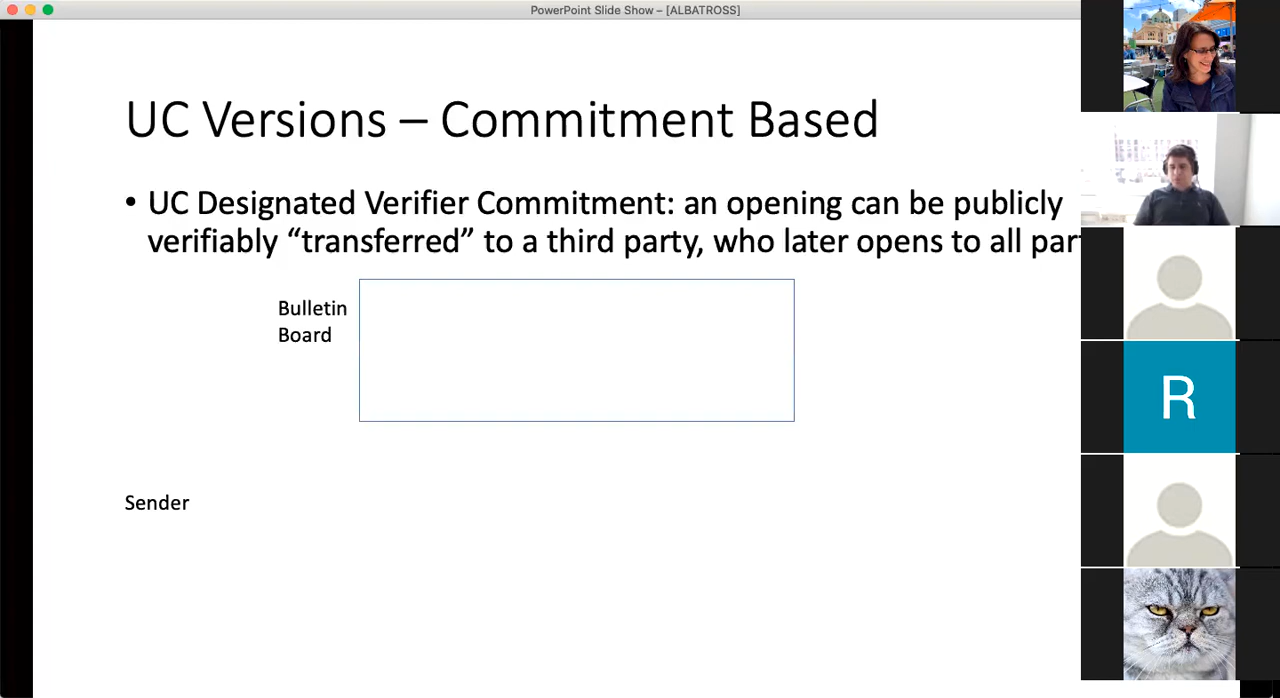 PowerPoint Slide Show – [ALBATROSS]
UC Versions – Commitment Based
• UC Designated Verifier Commitment: an opening can be publicly
verifiably “transferred” to a third party, who later opens to all par
Bulletin
Board
Sender
R